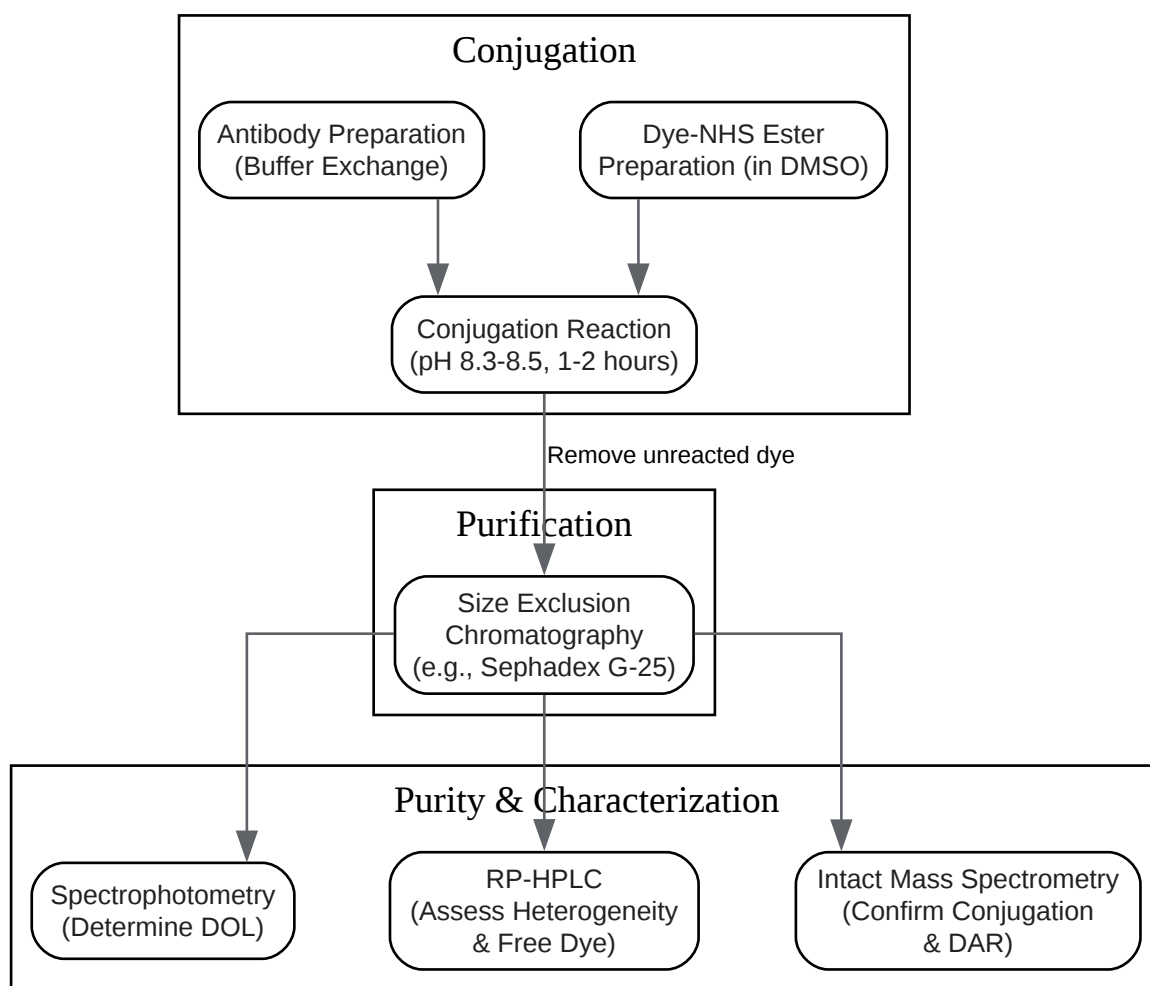 Conjugation
Antibody Preparation
(Buffer Exchange)
Dye-NHS Ester
Preparation (in DMSO)
Conjugation Reaction
(pH 8.3-8.5, 1-2 hours)
Remove unreacted dye
Purification
Size Exclusion
Chromatography
(e.g., Sephadex G-25)
Purity & Characterization
Spectrophotometry
(Determine DOL)
RP-HPLC
(Assess Heterogeneity
& Free Dye)
Intact Mass Spectrometry
(Confirm Conjugation
& DAR)